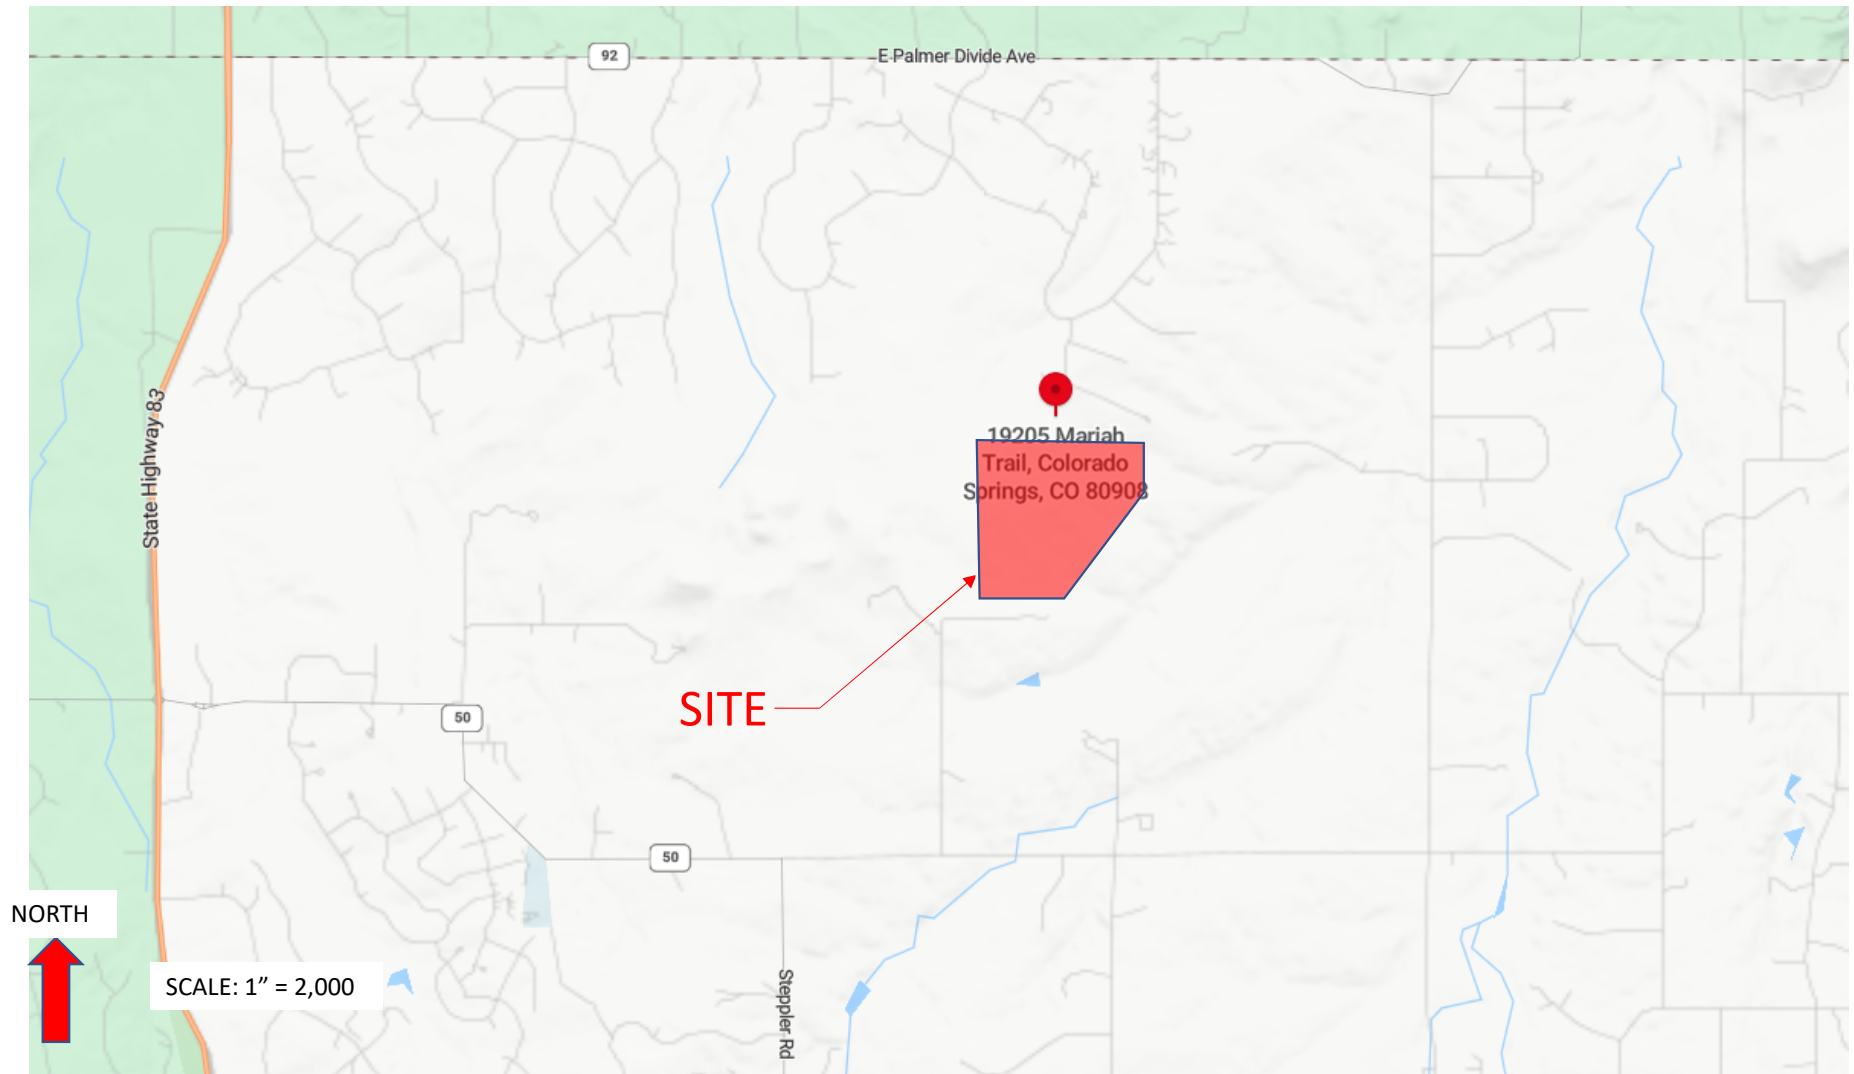 92
E Palmer Divide Ave
State Highway 83
19205 Mariah
Trail, Colorado
Springs, CO 80908
SITE
50
50
NORTH
SCALE: 1” = 2,000
Steppler Rd